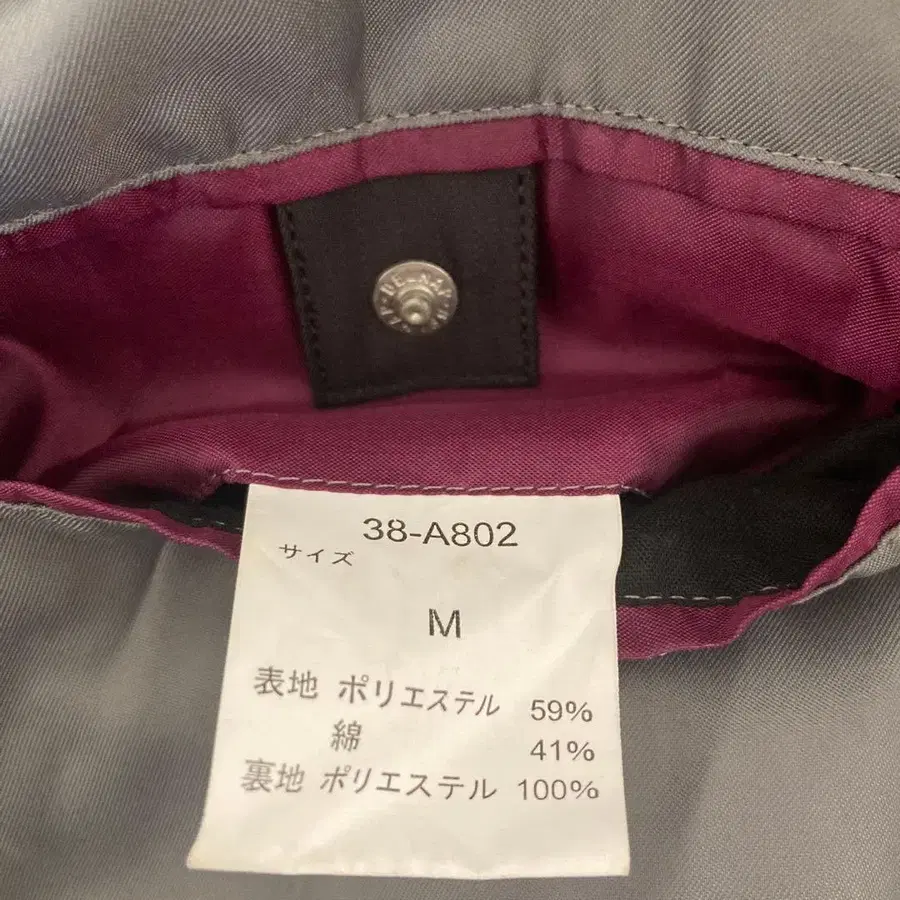 38-A802
サイズ
M
表地 ポリエステル 59%
綿 41%
裏地 ポリエステル 100%